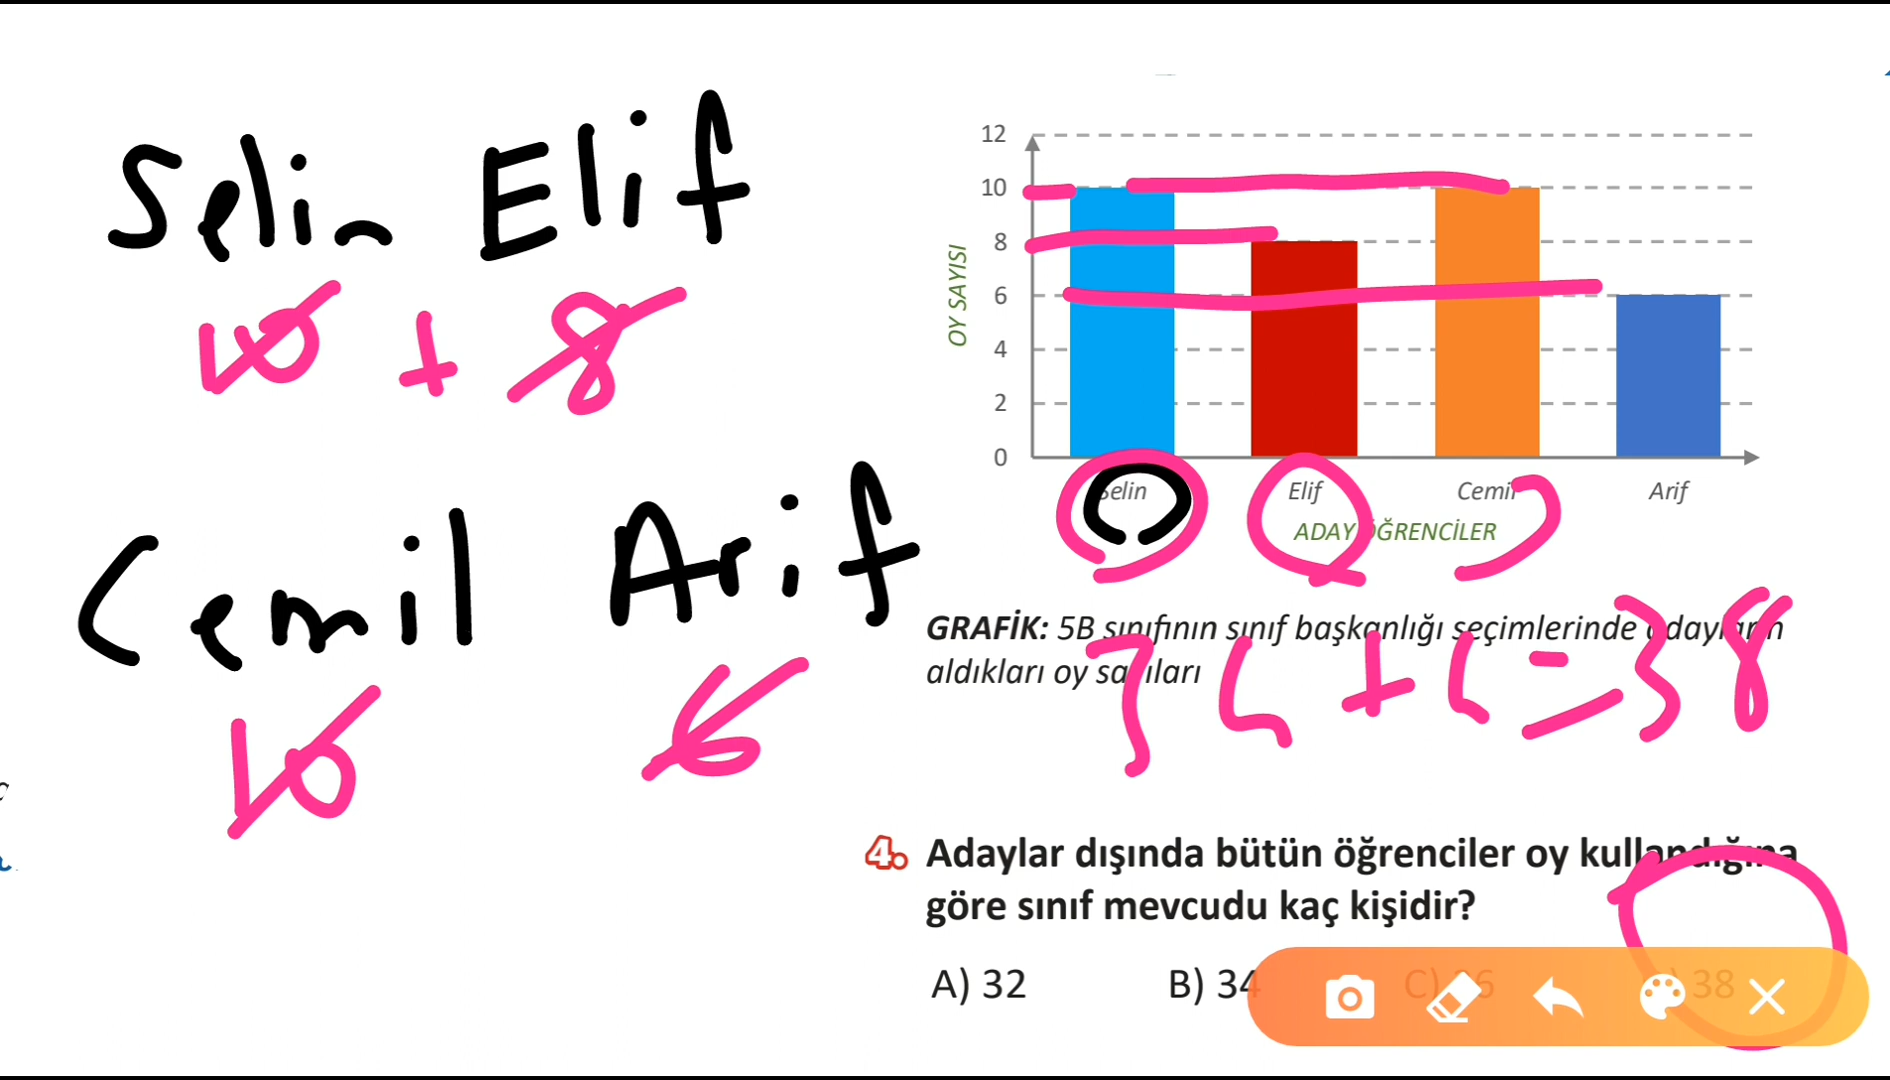 Selin Elif
10 + 8
Cemil Arif
10 6
12
10
8
6
4
2
0
OY SAYISI
Selin Elif Cemil Arif
ADAY ÖĞRENCİLER
GRAFİK: 5B sınıfının sınıf başkanlığı seçimlerinde adayların
aldıkları oy sayıları
34 + 4 = 38
4. Adaylar dışında bütün öğrenciler oy kullandığına
göre sınıf mevcudu kaç kişidir?
A) 32 B) 34 C) 36 D) 38